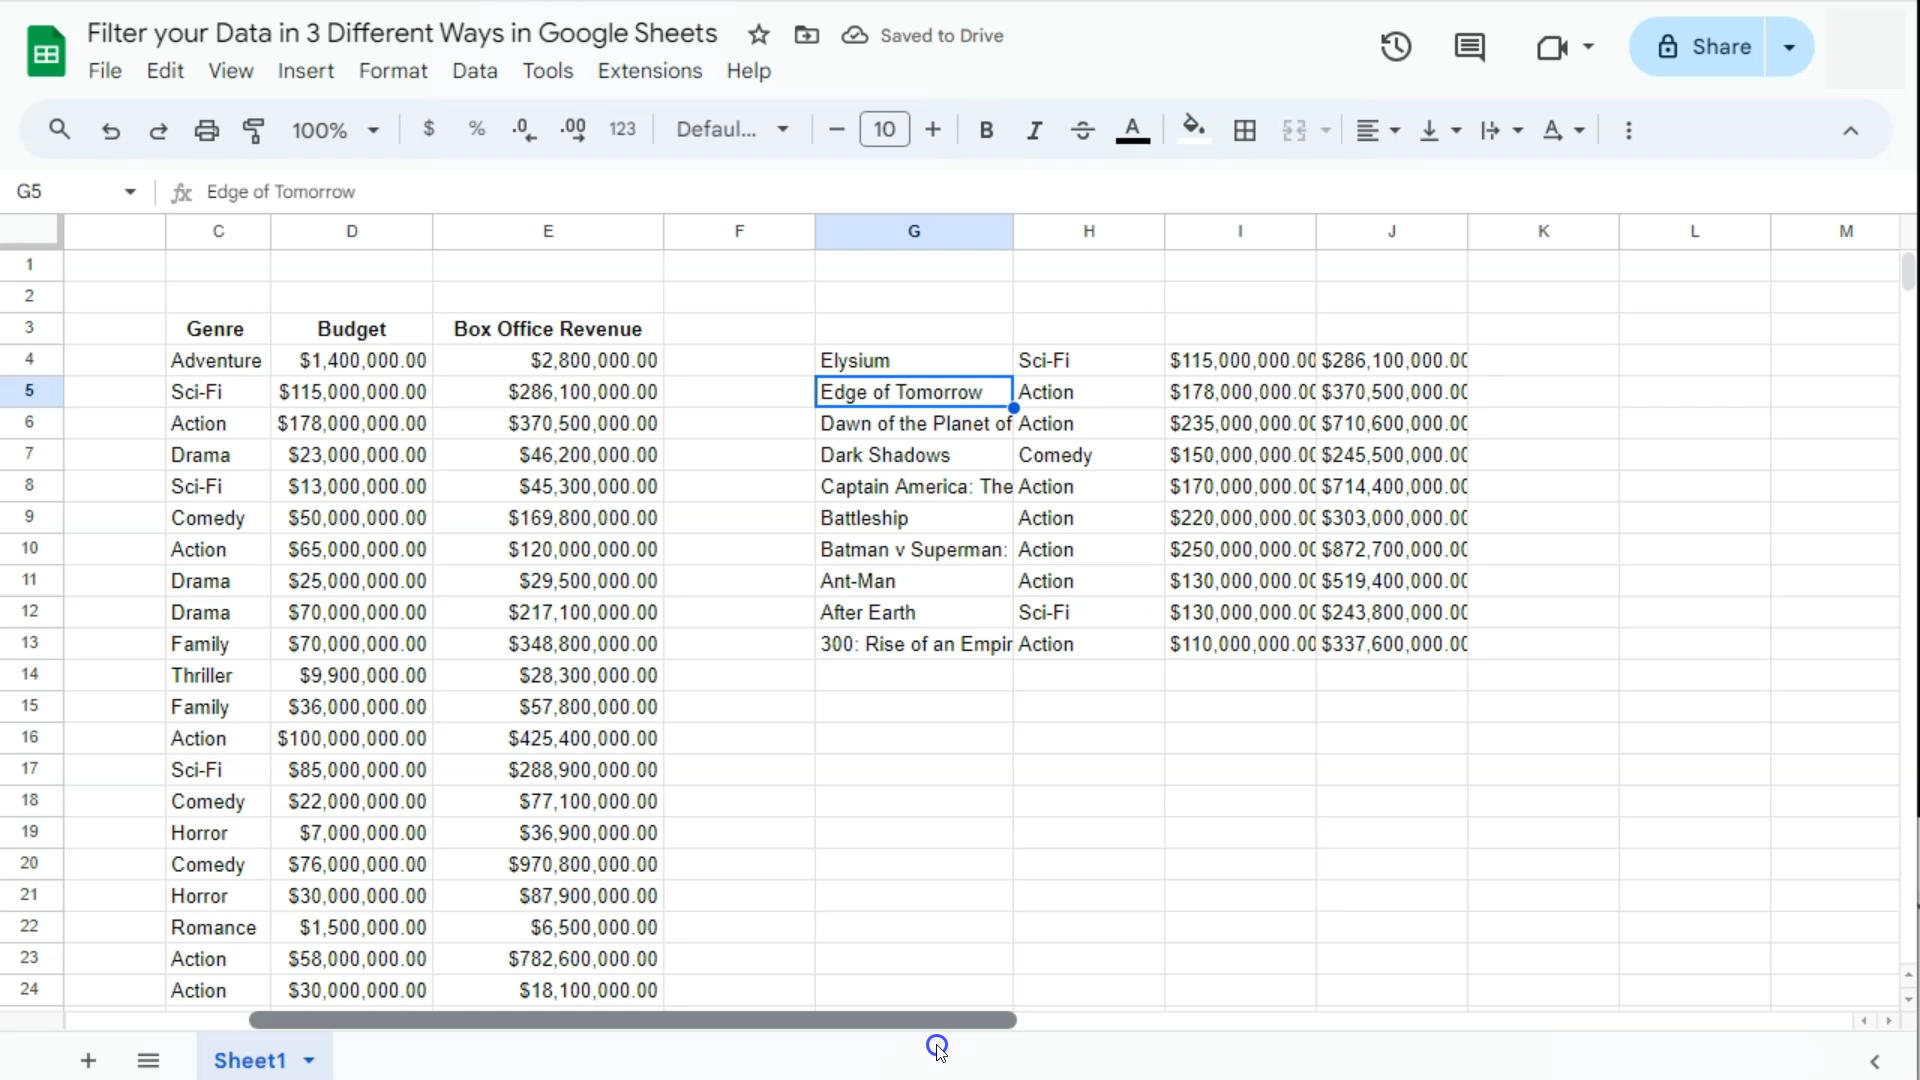 Filter your Data in 3 Different Ways in Google Sheets Saved to Drive Share
File Edit View Insert Format Data Tools Extensions Help
100% $ % .0 .00 123 Defaul... 10 B I S A A
G5 fx Edge of Tomorrow
C D E F G H I J K L M
1
2
3 Genre Budget Box Office Revenue
4 Adventure $1,400,000.00 $2,800,000.00 Elysium Sci-Fi $115,000,000.00 $286,100,000.00
5 Sci-Fi $115,000,000.00 $286,100,000.00 Edge of Tomorrow Action $178,000,000.00 $370,500,000.00
6 Action $178,000,000.00 $370,500,000.00 Dawn of the Planet of Action $235,000,000.00 $710,600,000.00
7 Drama $23,000,000.00 $46,200,000.00 Dark Shadows Comedy $150,000,000.00 $245,500,000.00
8 Sci-Fi $13,000,000.00 $45,300,000.00 Captain America: The Action $170,000,000.00 $714,400,000.00
9 Comedy $50,000,000.00 $169,800,000.00 Battleship Action $220,000,000.00 $303,000,000.00
10 Action $65,000,000.00 $120,000,000.00 Batman v Superman: Action $250,000,000.00 $872,700,000.00
11 Drama $25,000,000.00 $29,500,000.00 Ant-Man Action $130,000,000.00 $519,400,000.00
12 Drama $70,000,000.00 $217,100,000.00 After Earth Sci-Fi $130,000,000.00 $243,800,000.00
13 Family $70,000,000.00 $348,800,000.00 300: Rise of an Empir Action $110,000,000.00 $337,600,000.00
14 Thriller $9,900,000.00 $28,300,000.00
15 Family $36,000,000.00 $57,800,000.00
16 Action $100,000,000.00 $425,400,000.00
17 Sci-Fi $85,000,000.00 $288,900,000.00
18 Comedy $22,000,000.00 $77,100,000.00
19 Horror $7,000,000.00 $36,900,000.00
20 Comedy $76,000,000.00 $970,800,000.00
21 Horror $30,000,000.00 $87,900,000.00
22 Romance $1,500,000.00 $6,500,000.00
23 Action $58,000,000.00 $782,600,000.00
24 Action $30,000,000.00 $18,100,000.00
Sheet1